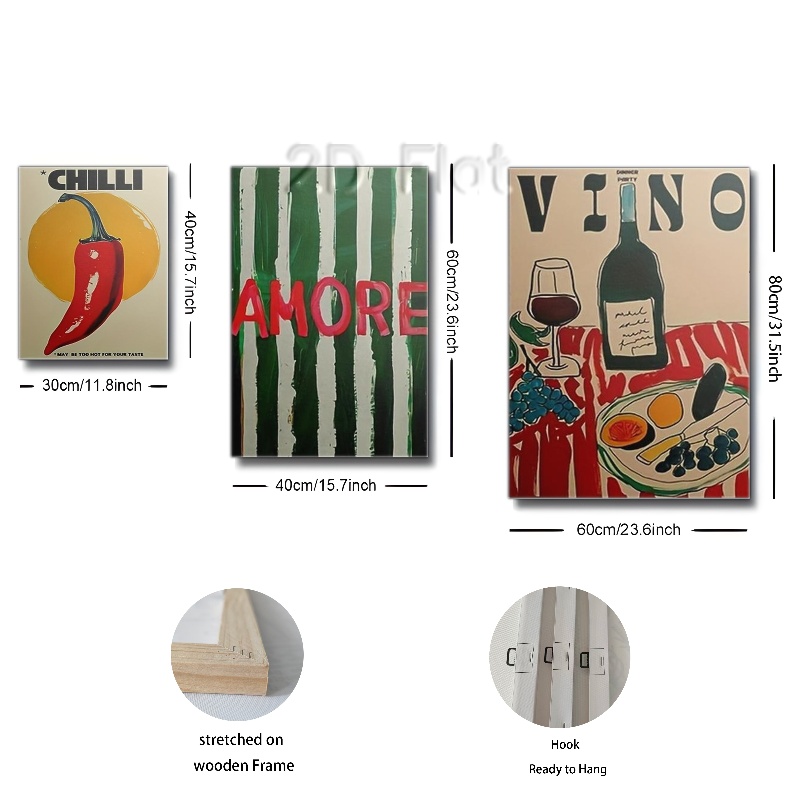 2D Flat
*CHILLI
*MAY BE TOO HOT FOR YOUR TASTE
40cm/15.7inch
30cm/11.8inch
AMORE
60cm/23.6inch
40cm/15.7inch
DINNER
PARTY
VINO
80cm/31.5inch
60cm/23.6inch
stretched on
wooden Frame
Hook
Ready to Hang